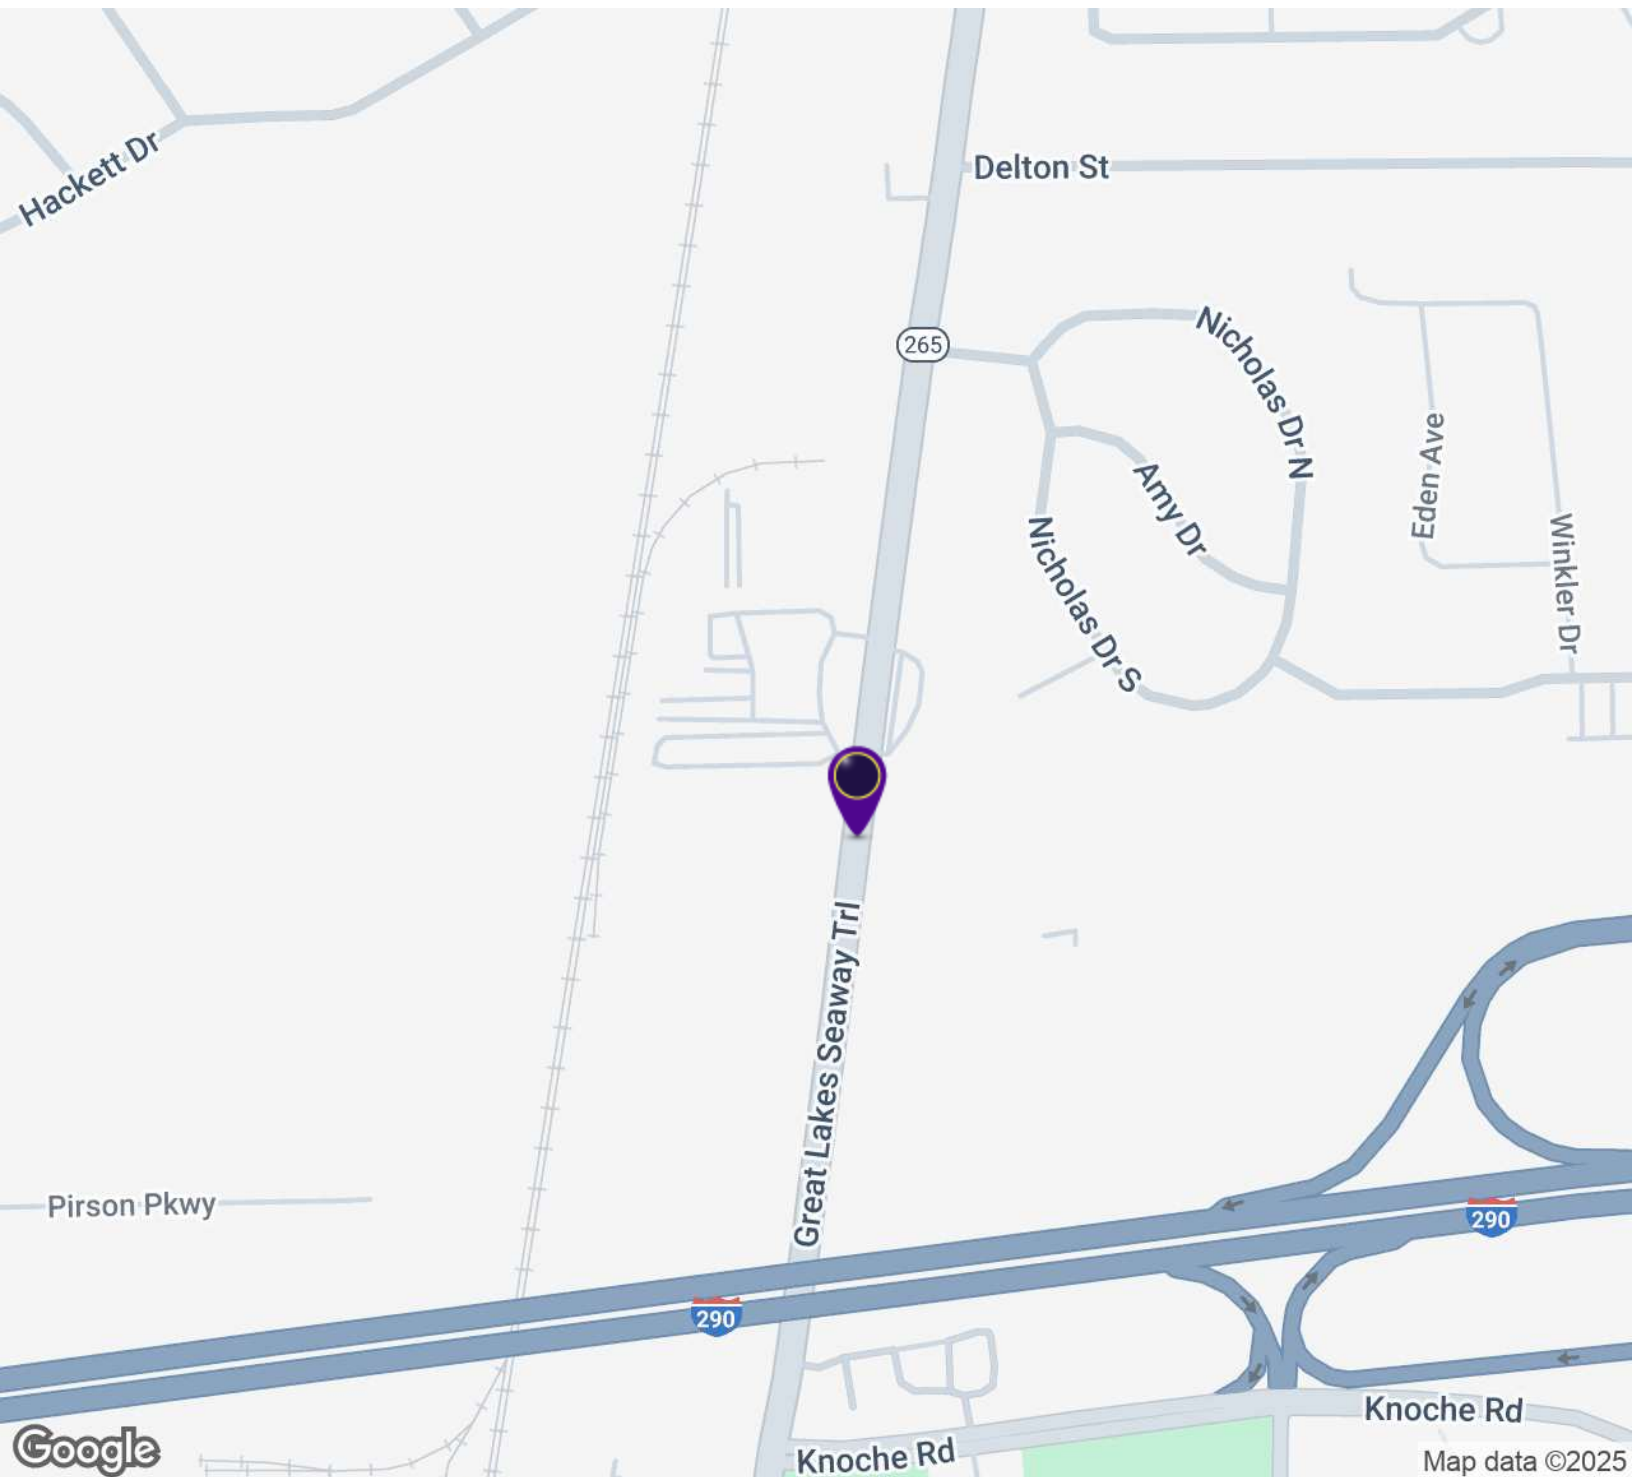 Hackett Dr
Delton St
265
Nicholas Dr N
Eden Ave
Amy Dr
Winkler Dr
Nicholas Dr S
Great Lakes Seaway Trl
Pirson Pkwy
290
290
Knoche Rd
Knoche Rd
Google
Map data ©2025